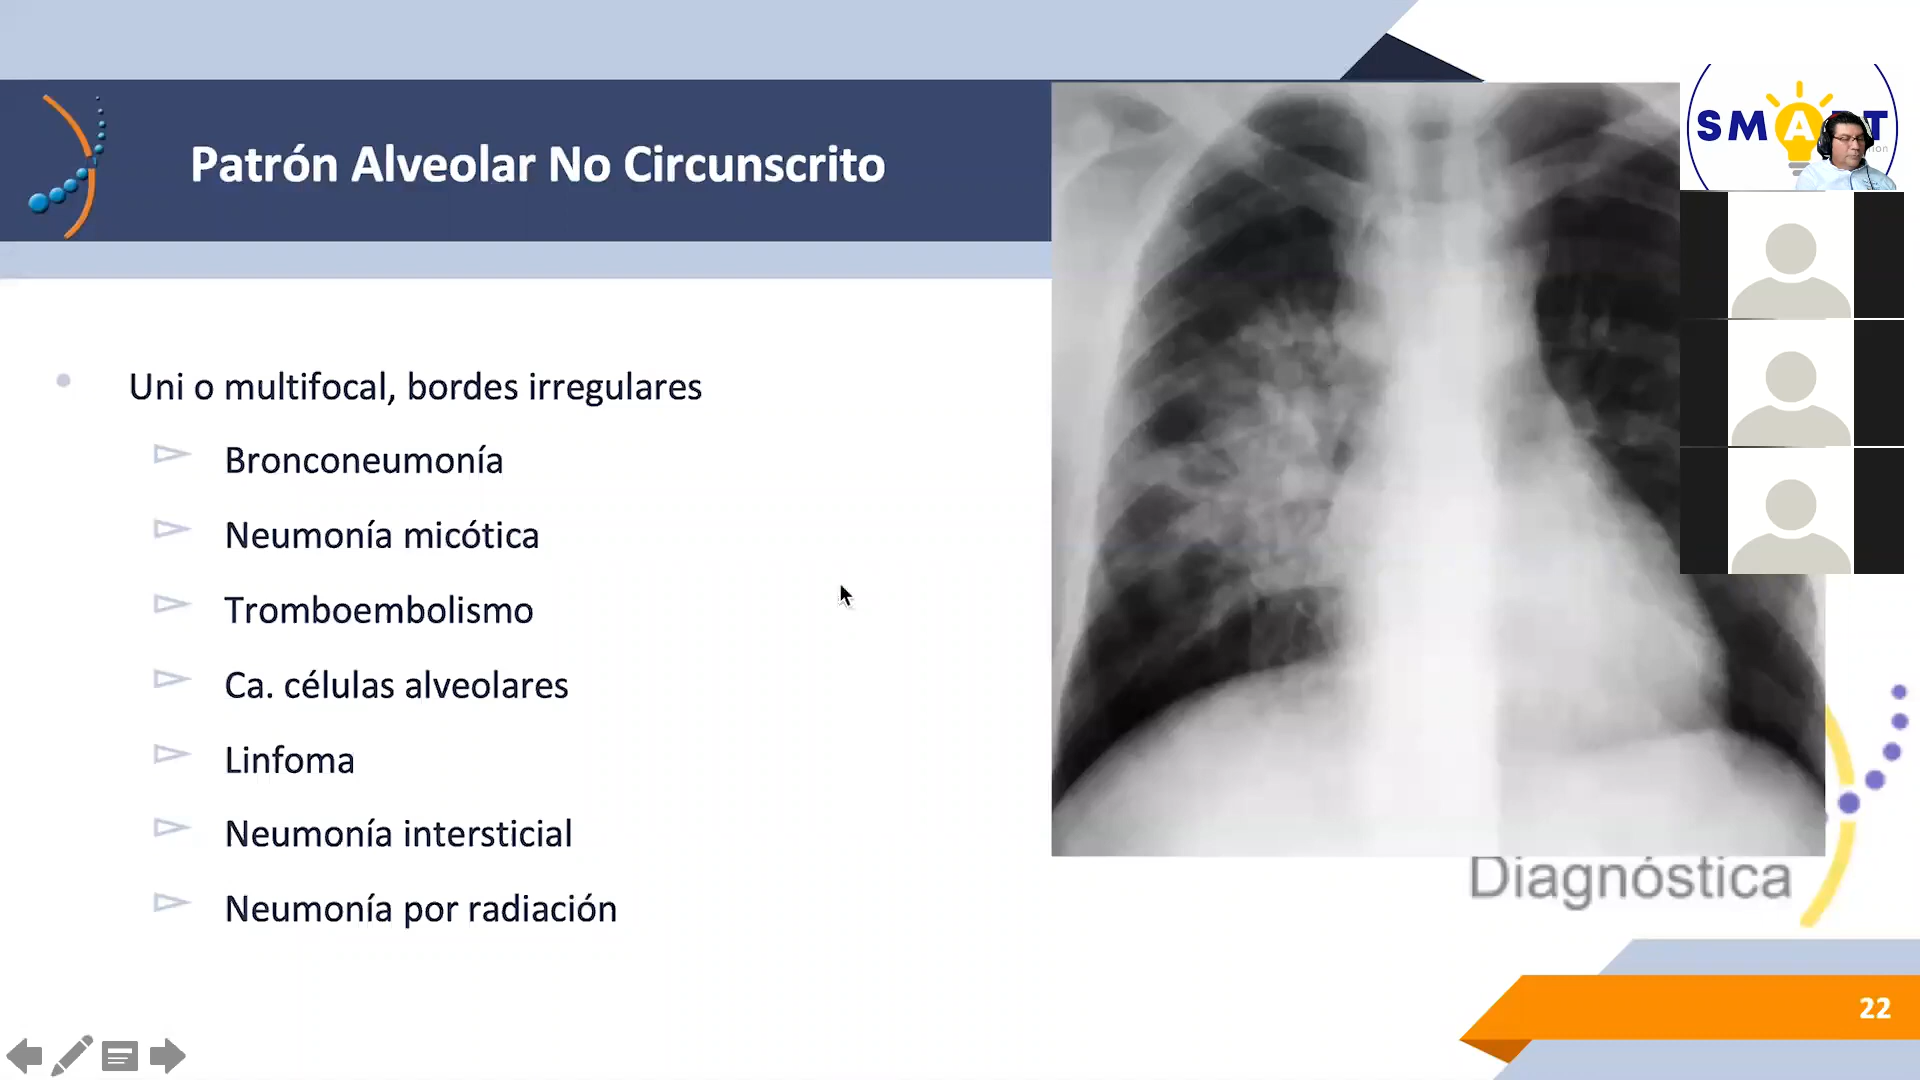 Patrón Alveolar No Circunscrito
Uni o multifocal, bordes irregulares
Bronconeumonía
Neumonía micótica
Tromboembolismo
Ca. células alveolares
Linfoma
Neumonía intersticial
Neumonía por radiación
Diagnóstica
22